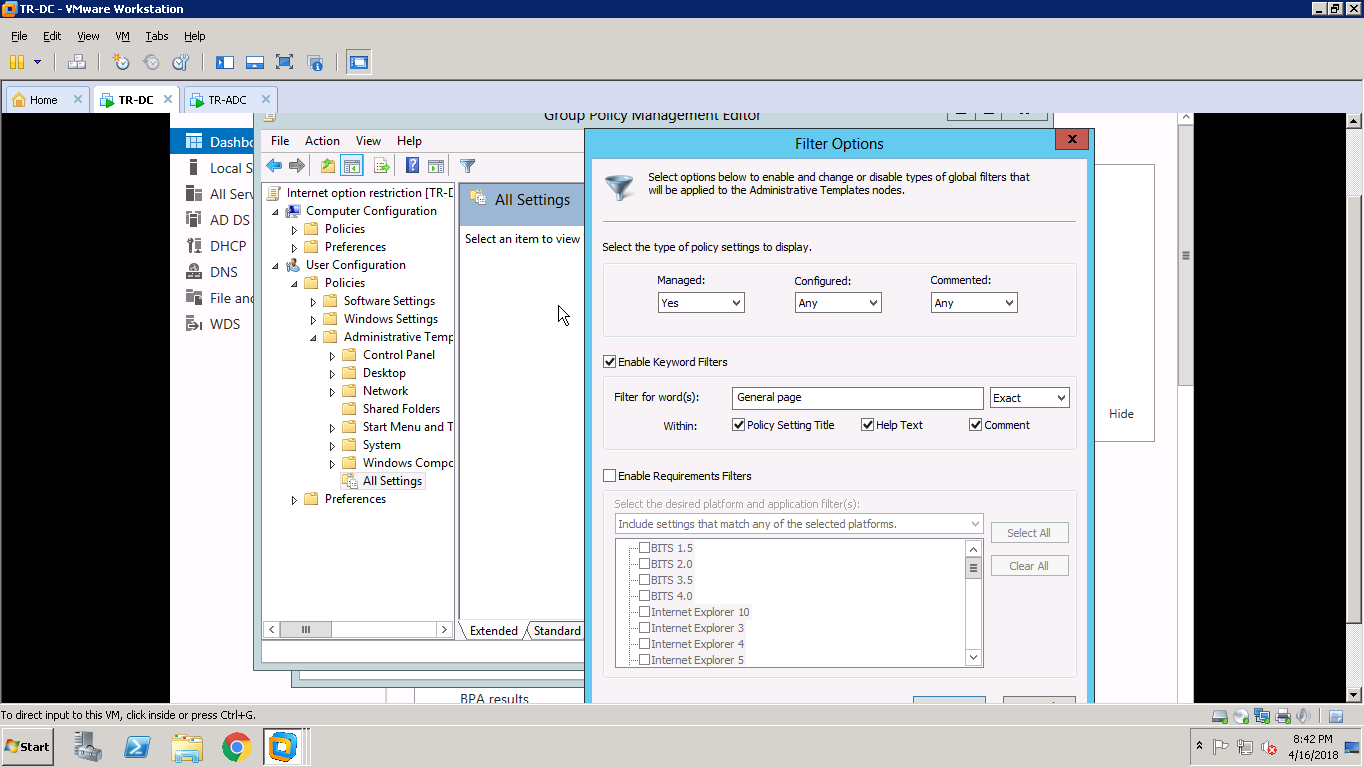 TR-DC - VMware Workstation
File Edit View VM Tabs Help
Home TR-DC TR-ADC
Group Policy Management Editor
File Action View Help
Dashbo
Local S
All Serv
AD DS
DHCP
DNS
File and
WDS
Internet option restriction [TR-D
Computer Configuration
Policies
Preferences
User Configuration
Policies
Software Settings
Windows Settings
Administrative Temp
Control Panel
Desktop
Network
Shared Folders
Start Menu and T
System
Windows Compo
All Settings
Preferences
All Settings
Select an item to view
Extended Standard
BPA results
Filter Options
Select options below to enable and change or disable types of global filters that
will be applied to the Administrative Templates nodes.
Select the type of policy settings to display.
Managed: Configured: Commented:
Yes Any Any
Enable Keyword Filters
Filter for word(s): General page Exact
Within: Policy Setting Title Help Text Comment
Enable Requirements Filters
Select the desired platform and application filter(s):
Include settings that match any of the selected platforms.
Select All
Clear All
BITS 1.5
BITS 2.0
BITS 3.5
BITS 4.0
Internet Explorer 10
Internet Explorer 3
Internet Explorer 4
Internet Explorer 5
Hide
To direct input to this VM, click inside or press Ctrl+G.
Start
8:42 PM
4/16/2018